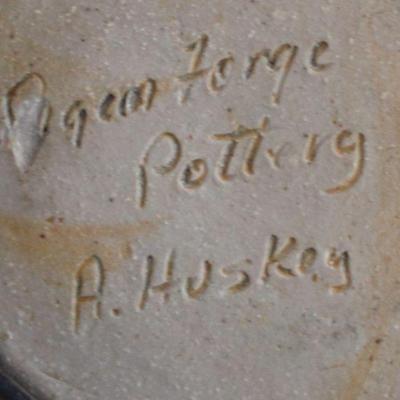 Pigeon Forge
Pottery
A. Huskey